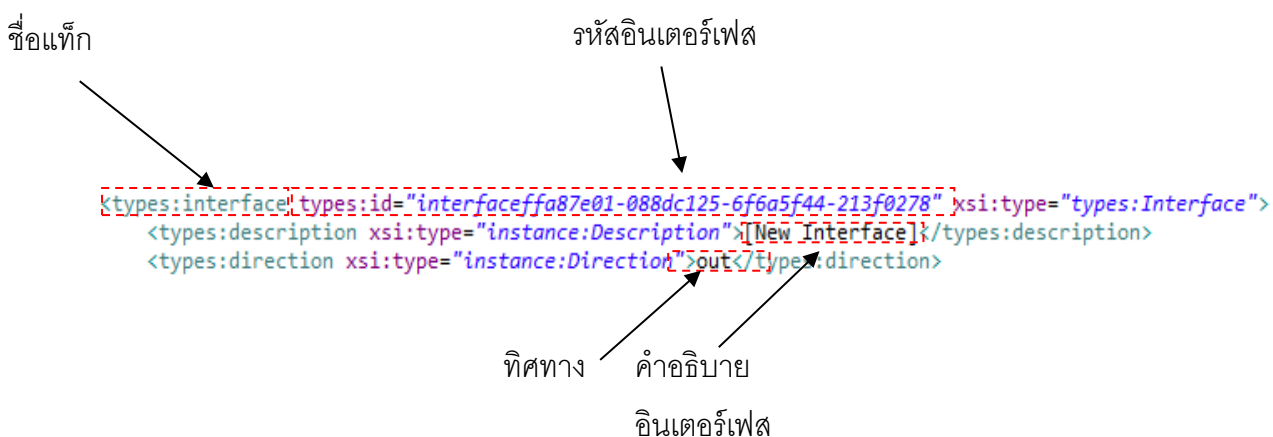 ชื่อแท็ก
รหัสอินเตอร์เฟส
<types:interface types:id="interfaceffa87e01-088dc125-6f6a5f44-213f0278" xsi:type="types:Interface">
<types:description xsi:type="instance:Description">[New Interface]</types:description>
<types:direction xsi:type="instance:Direction">out</types:direction>
ทิศทาง
คำอธิบาย
อินเตอร์เฟส